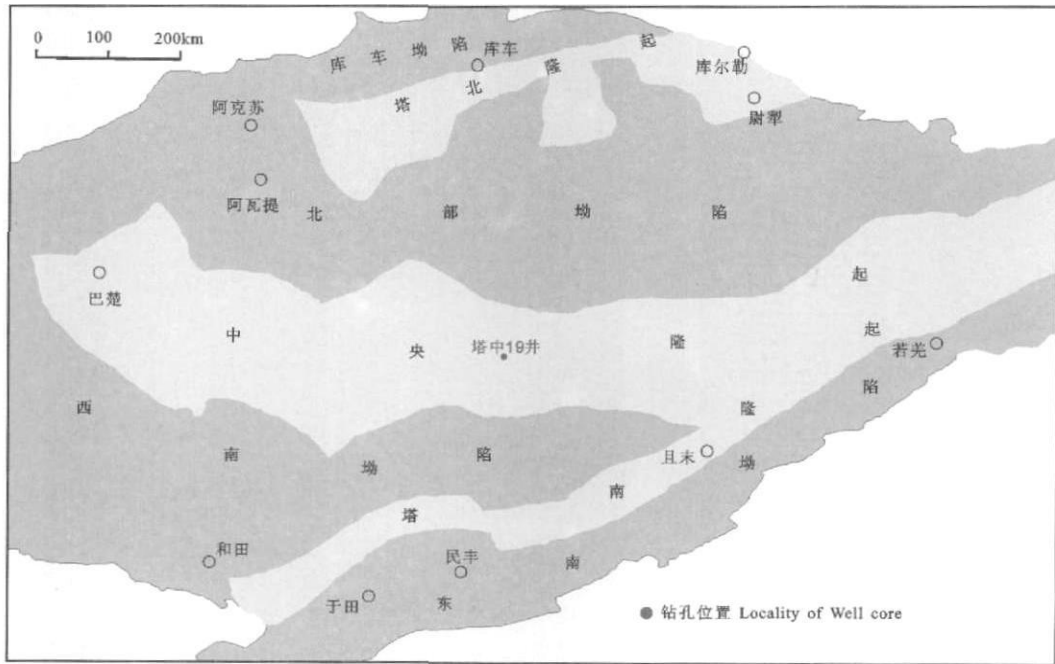 0 100 200km
库车坳陷
库车
塔北隆起
库尔勒
尉犁
阿克苏
阿瓦提
北部坳陷
巴楚
中央隆起
塔中19井
若羌
西南坳陷
且末
塔南隆起
和田
民丰
于田
东南坳陷
钻孔位置 Locality of Well core